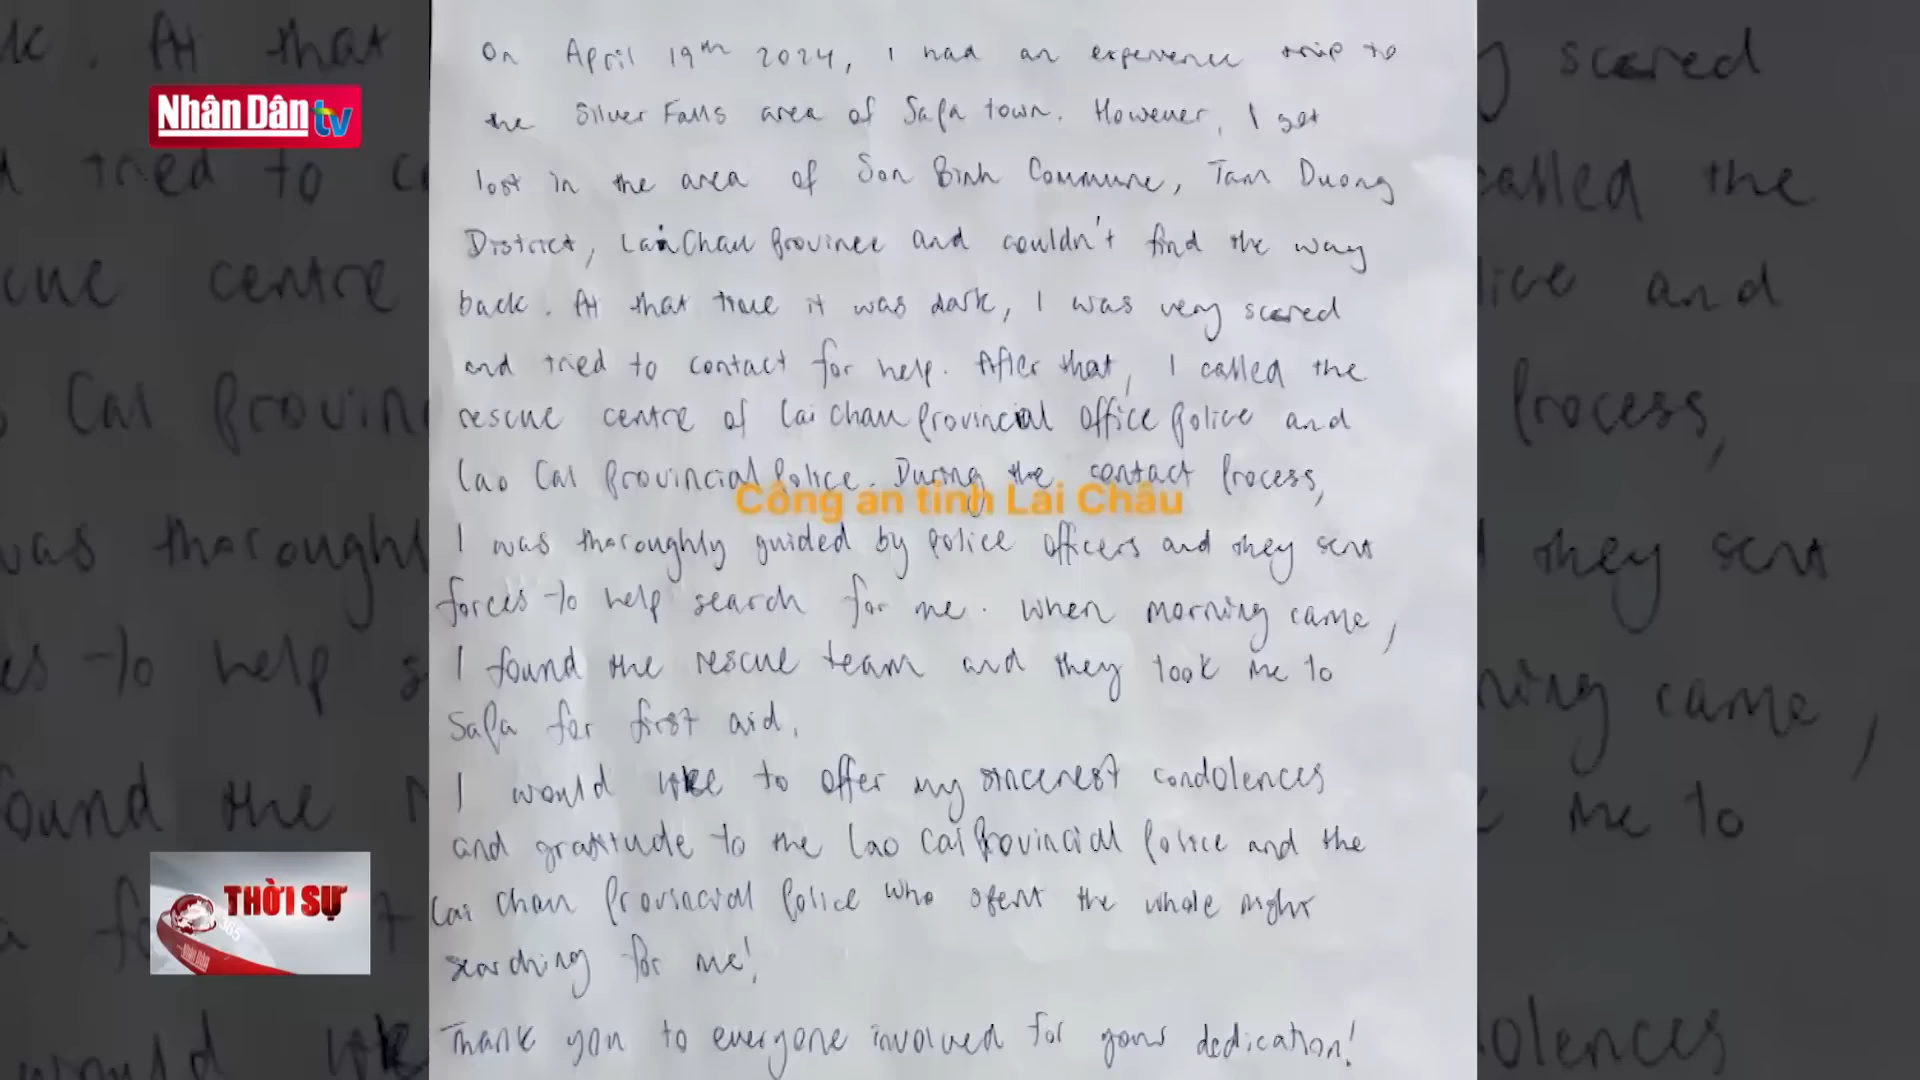 On April 19th 2024, I had an experience trip to
the Silver Falls area of Sapa town. However, I got
lost in the area of Son Binh Commune, Tam Duong
District, Lai Chau Province and couldn't find the way
back. At that time it was dark, I was very scared
and tried to contact for help. After that, I called the
rescue centre of Lai Chau Provincial Office Police and
Lao Cai Provincial Police. During the contact process,
I was thoroughly guided by police officers and they sent
forces to help search for me. When morning came,
I found the rescue team and they took me to
Sapa for first aid.
I would like to offer my sincerest condolences
and gratitude to the Lao Cai Provincial Police and the
Lai Chau Provincial Police who spent the whole night
searching for me!
Thank you to everyone involved for your dedication!
Nhân Dân tv
Công an tỉnh Lai Châu
THỜI SỰ
365
NHÂN DÂN